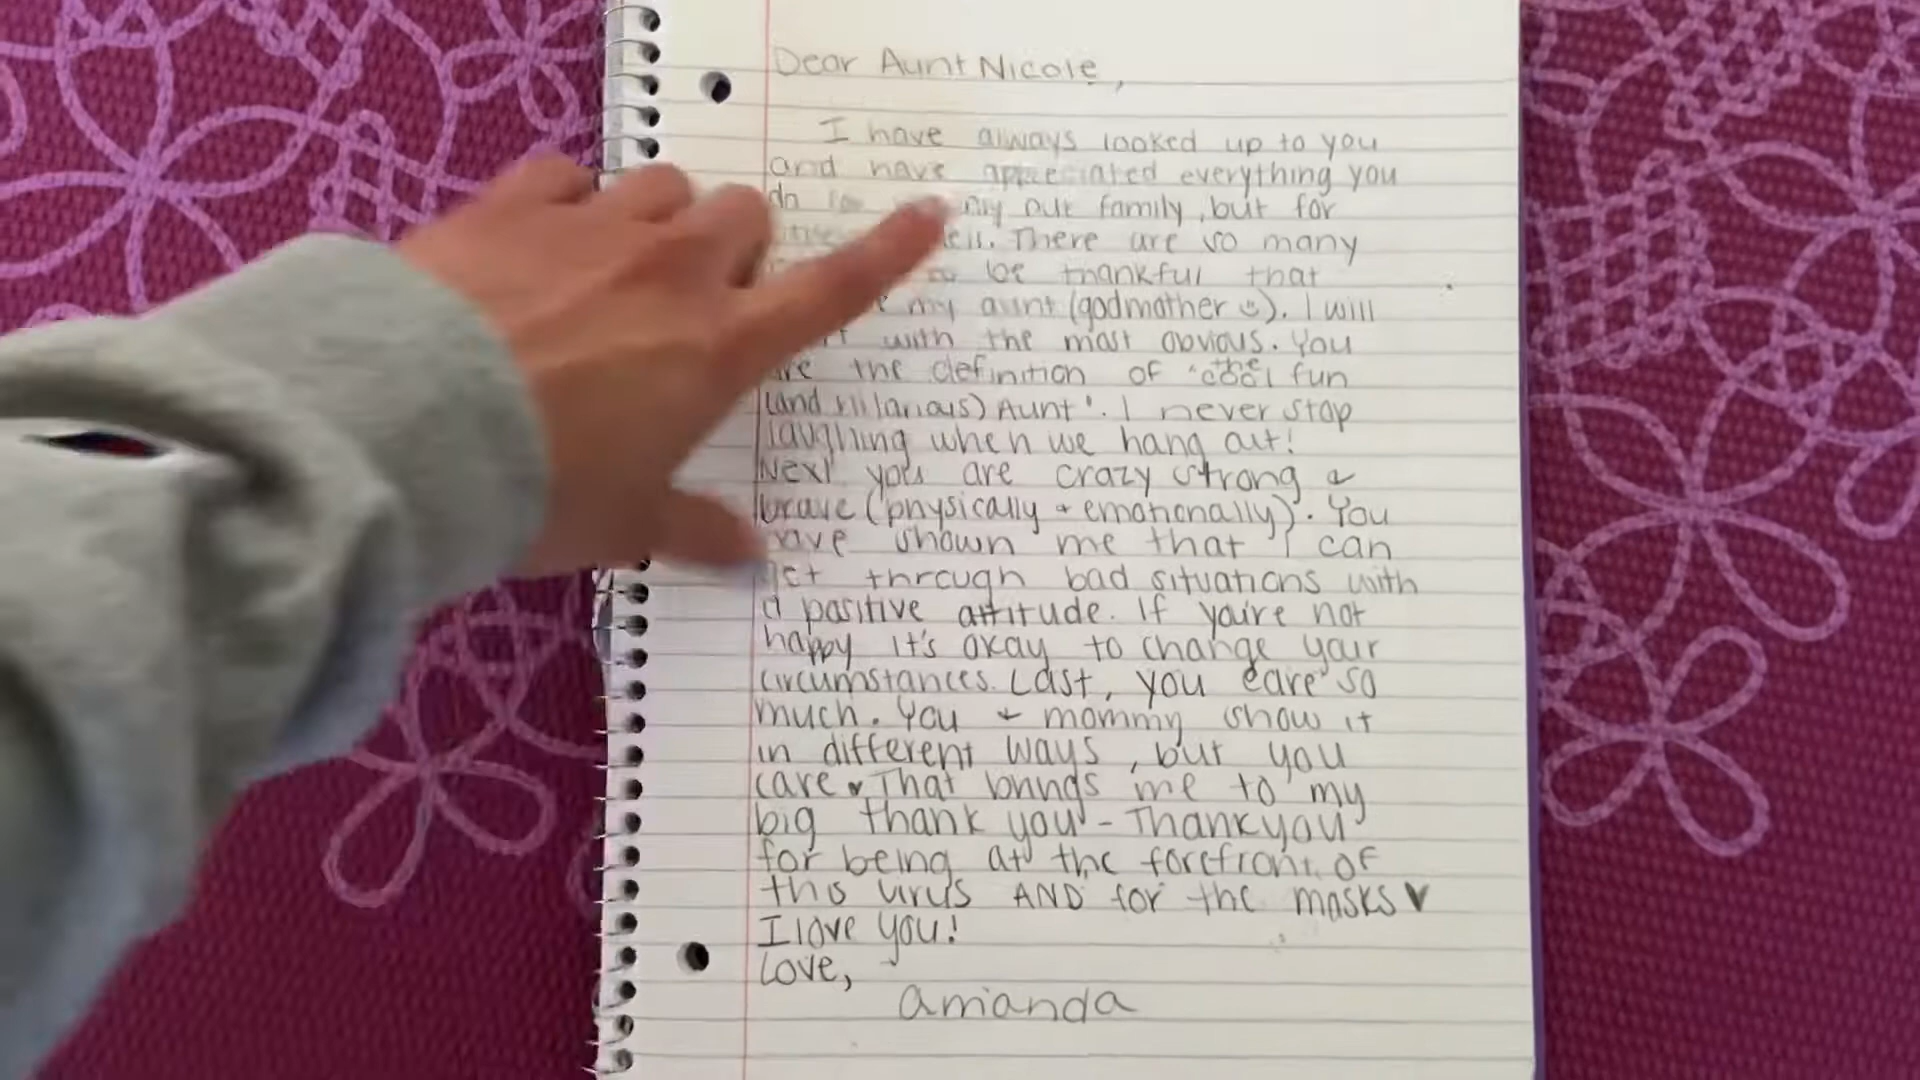 Dear Aunt Nicole,
I have always looked up to you
and have appreciated everything you
do our family, but for
There are so many
be thankful that
my aunt (godmother ☺). I will
with the most obvious. You
are the definition of "the cool fun
(and hilarious) Aunt". I never stop
laughing when we hang out!
Next you are crazy strong &
brave (physically + emotionally). You
have shown me that I can
get through bad situations with
a positive attitude. If you're not
happy it's okay to change your
circumstances. Last, you care so
much. You + mommy show it
in different ways, but you
care ♥ That brings me to my
big thank you - Thank you
for being at the forefront of
this virus AND for the masks ♥
I love you!
Love,
amanda